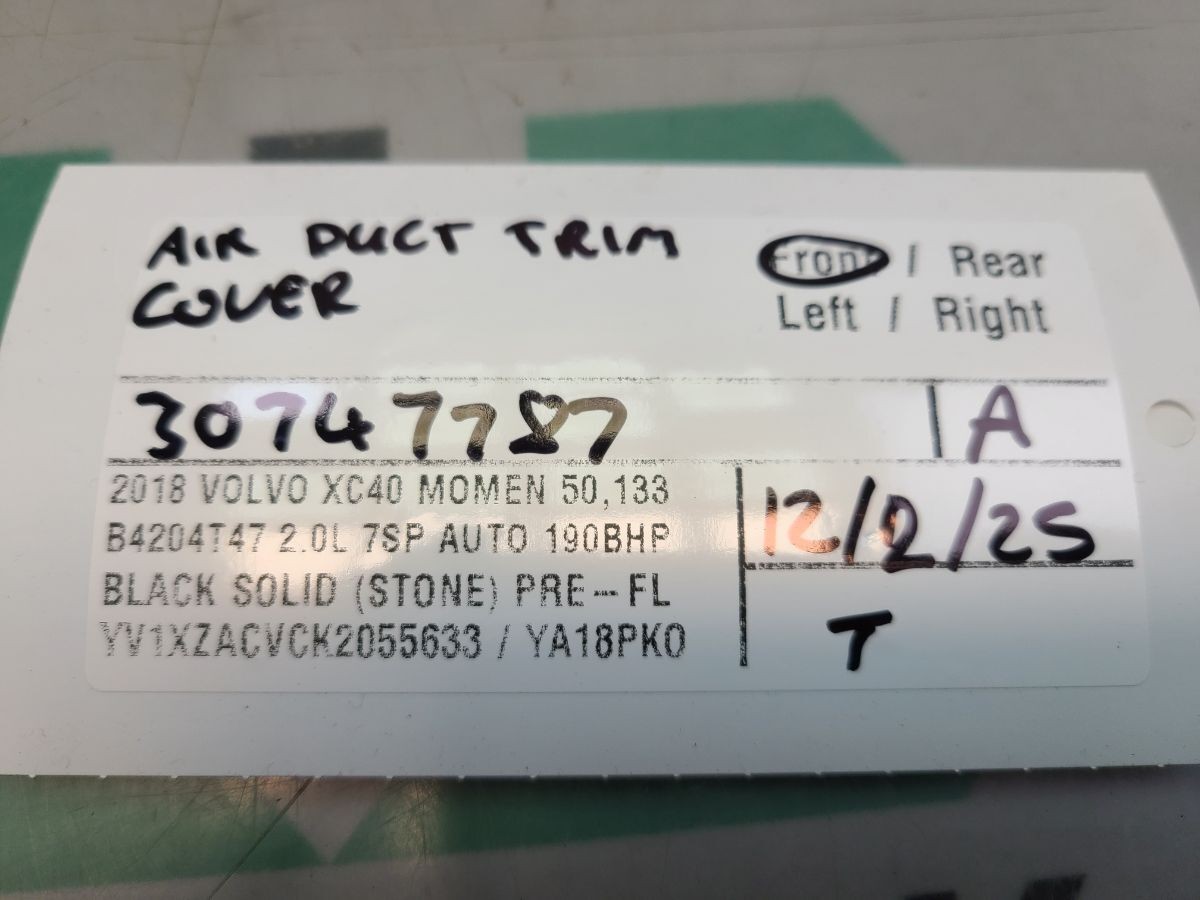 AIR DUCT TRIM
COVER
Front / Rear
Left / Right
30747787
A
2018 VOLVO XC40 MOMEN 50,133
B4204T47 2.0L 7SP AUTO 190BHP
BLACK SOLID (STONE) PRE-FL
YV1XZACVCK2055633 / YA18PKO
12/2/25
T